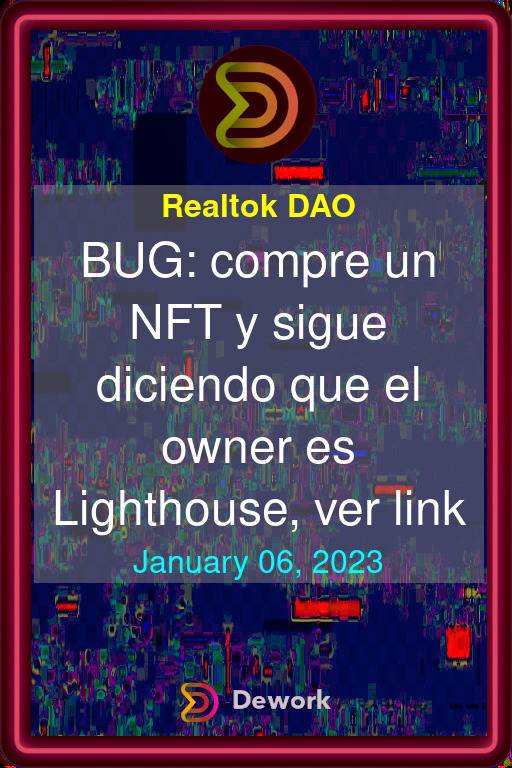 Realtok DAO
BUG: compre un
NFT y sigue
diciendo que el
owner es
Lighthouse, ver link
January 06, 2023
Dework